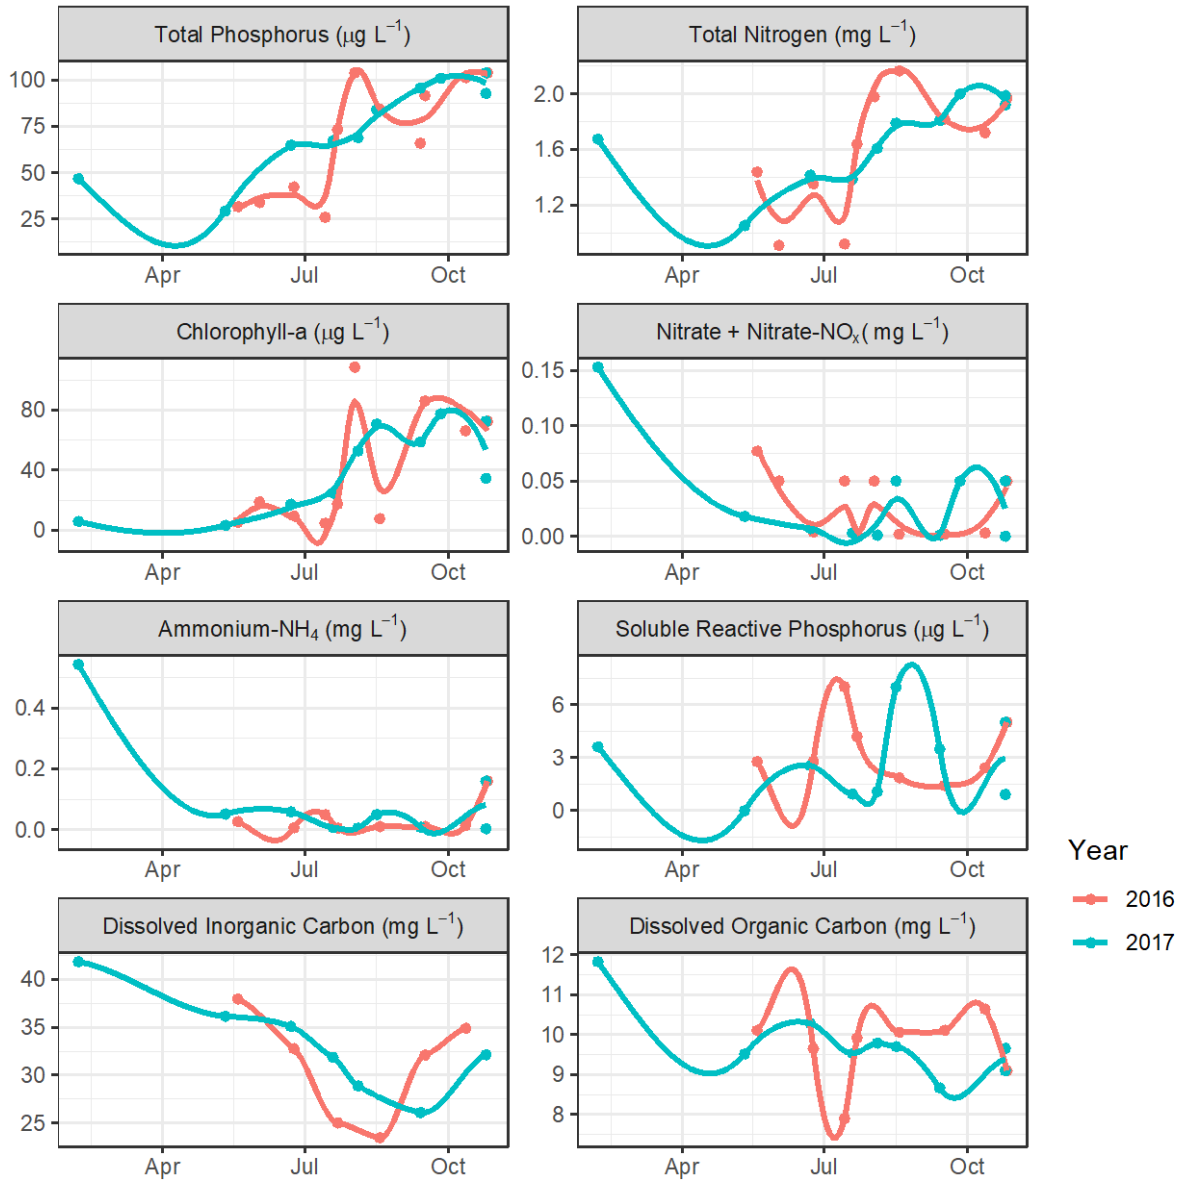 Total Phosphorus (μg L⁻¹)
Total Nitrogen (mg L⁻¹)
100
75
50
25
Apr Jul Oct
2.0
1.6
1.2
Apr Jul Oct
Chlorophyll-a (μg L⁻¹)
Nitrate + Nitrate-NOₓ( mg L⁻¹)
80
40
0
Apr Jul Oct
0.15
0.10
0.05
0.00
Apr Jul Oct
Ammonium-NH₄ (mg L⁻¹)
Soluble Reactive Phosphorus (μg L⁻¹)
0.4
0.2
0.0
Apr Jul Oct
6
3
0
Apr Jul Oct
Dissolved Inorganic Carbon (mg L⁻¹)
Dissolved Organic Carbon (mg L⁻¹)
40
35
30
25
Apr Jul Oct
12
11
10
9
8
Apr Jul Oct
Year
2016
2017